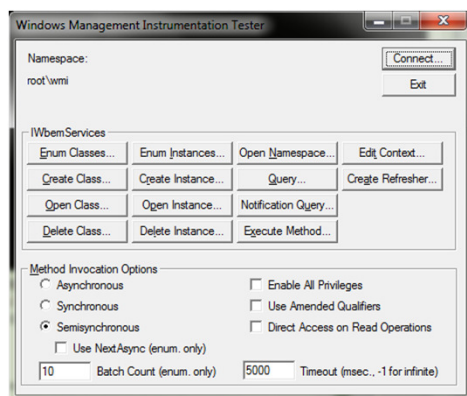 Windows Management Instrumentation Tester
Namespace:
Connect...
root\wmi
Exit
IWbemServices
Enum Classes... Enum Instances... Open Namespace... Edit Context...
Create Class... Create Instance... Query... Create Refresher...
Open Class... Open Instance... Notification Query...
Delete Class... Delete Instance... Execute Method...
Method Invocation Options
Asynchronous Enable All Privileges
Synchronous Use Amended Qualifiers
Semisynchronous Direct Access on Read Operations
Use NextAsync (enum. only)
10 Batch Count (enum. only) 5000 Timeout (msec., -1 for infinite)